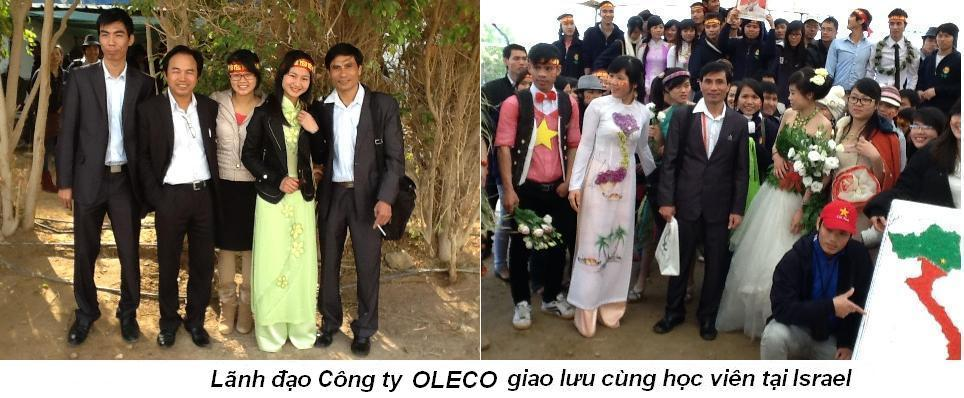 Lãnh đạo Công ty OLECO giao lưu cùng học viên tại Israel